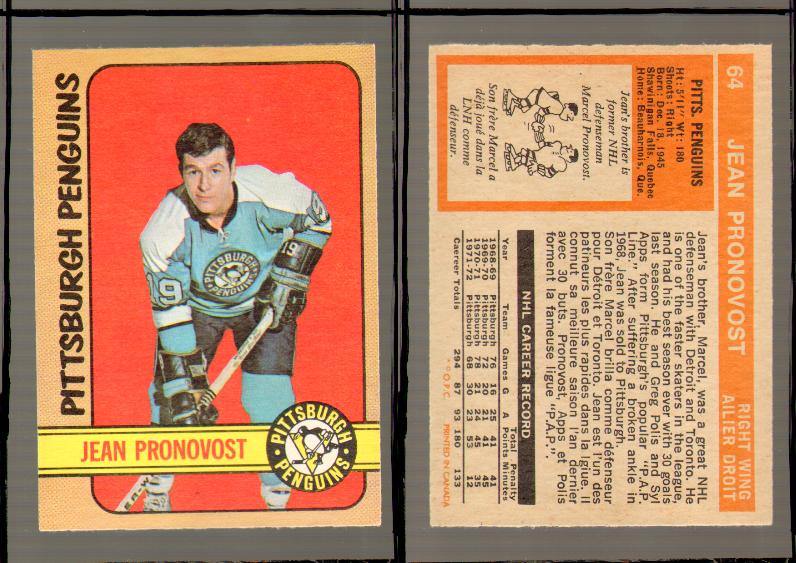 PITTSBURGH PENGUINS
19
19
PITTSBURGH
PENGUINS
JEAN PRONOVOST
PITTSBURGH
PENGUINS
64 JEAN PRONOVOST RIGHT WING
AILIER DROIT
PITTS. PENGUINS
Ht: 5'11" Wt: 180
Shoots: Right
Born: Dec. 18, 1945
Shawinigan Falls, Quebec
Home: Beauharnois, Que.
Jean's brother is
former NHL
defenseman
Marcel Pronovost.
Son frère Marcel a
déjà joué dans la
LNH comme
défenseur.
Jean's brother, Marcel, was a great NHL
defenseman with Detroit and Toronto. He
is one of the faster skaters in the league,
and had his best season ever with 30 goals
last season. He and Greg Polis and Syl
Apps form Pittsburgh's popular "P.A.P.
Line." After suffering a broken ankle in
1968, Jean was sold to Pittsburgh.
Son frère Marcel brilla comme défenseur
pour Détroit et Toronto. Jean est l'un des
patineurs les plus rapides dans la ligue. Il
connut sa meilleure saison l'an dernier
avec 30 buts. Pronovost, Apps et Polis
forment la fameuse ligue "P.A.P.".
NHL CAREER RECORD
Total Penalty
Year Team Games G A Points Minutes
1968-69 Pittsburgh 76 16 25 41 41
1969-70 Pittsburgh 72 20 21 41 45
1970-71 Pittsburgh 78 21 24 45 35
1971-72 Pittsburgh 68 30 23 53 12
Caereer Totals 294 87 93 180 133
* © O.P.C. PRINTED IN CANADA